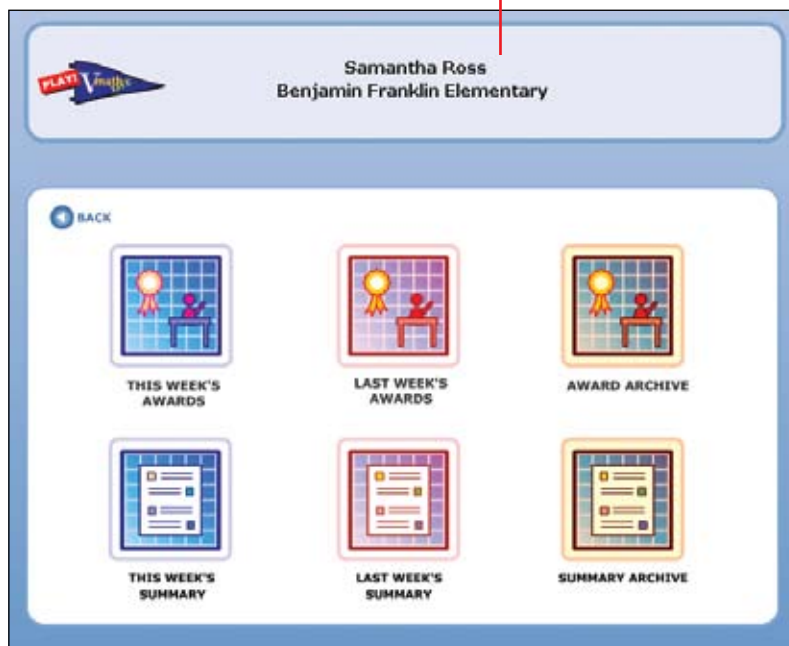 PLAY! Vmathlive
Samantha Ross
Benjamin Franklin Elementary
BACK
THIS WEEK'S
AWARDS
LAST WEEK'S
AWARDS
AWARD ARCHIVE
THIS WEEK'S
SUMMARY
LAST WEEK'S
SUMMARY
SUMMARY ARCHIVE